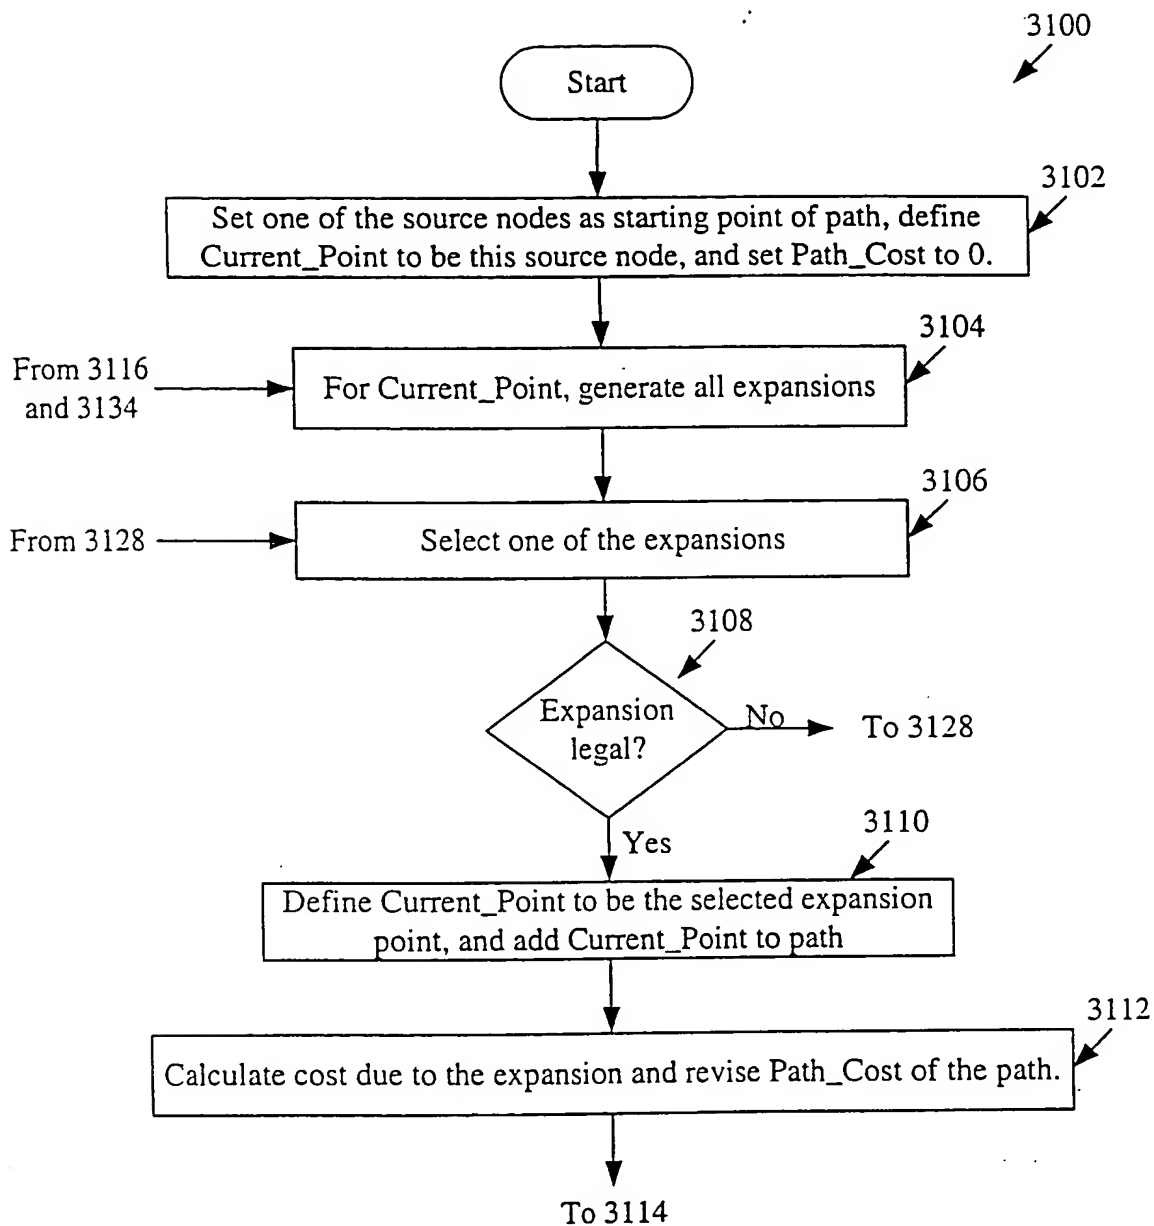 3100
Start
3102
Set one of the source nodes as starting point of path, define
Current_Point to be this source node, and set Path_Cost to 0.
3104
From 3116
and 3134
For Current_Point, generate all expansions
3106
From 3128
Select one of the expansions
3108
Expansion
legal?
No
To 3128
Yes
3110
Define Current_Point to be the selected expansion
point, and add Current_Point to path
3112
Calculate cost due to the expansion and revise Path_Cost of the path.
To 3114